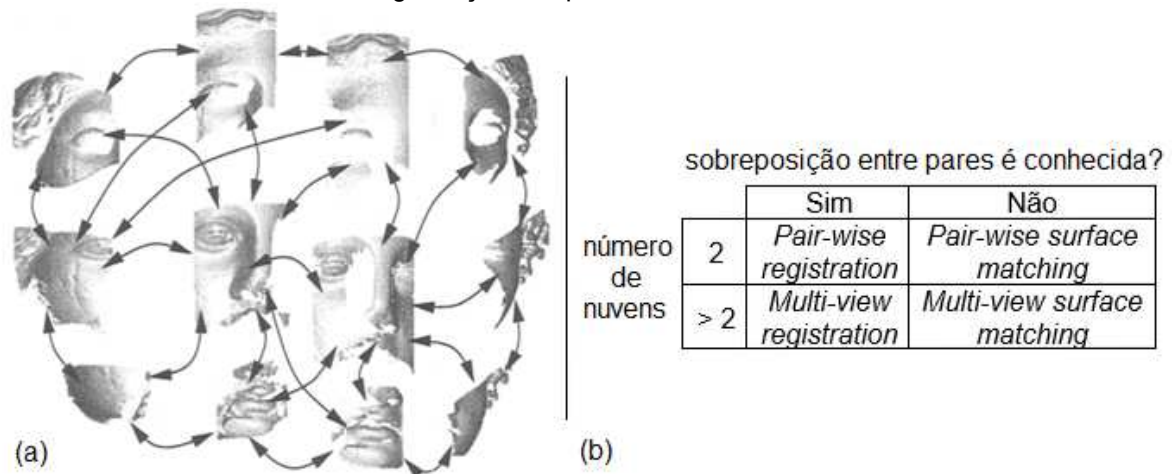 (a)
sobreposição entre pares é conhecida?
Sim Não
número de nuvens
2
Pair-wise registration
Pair-wise surface matching
> 2
Multi-view registration
Multi-view surface matching
(b)